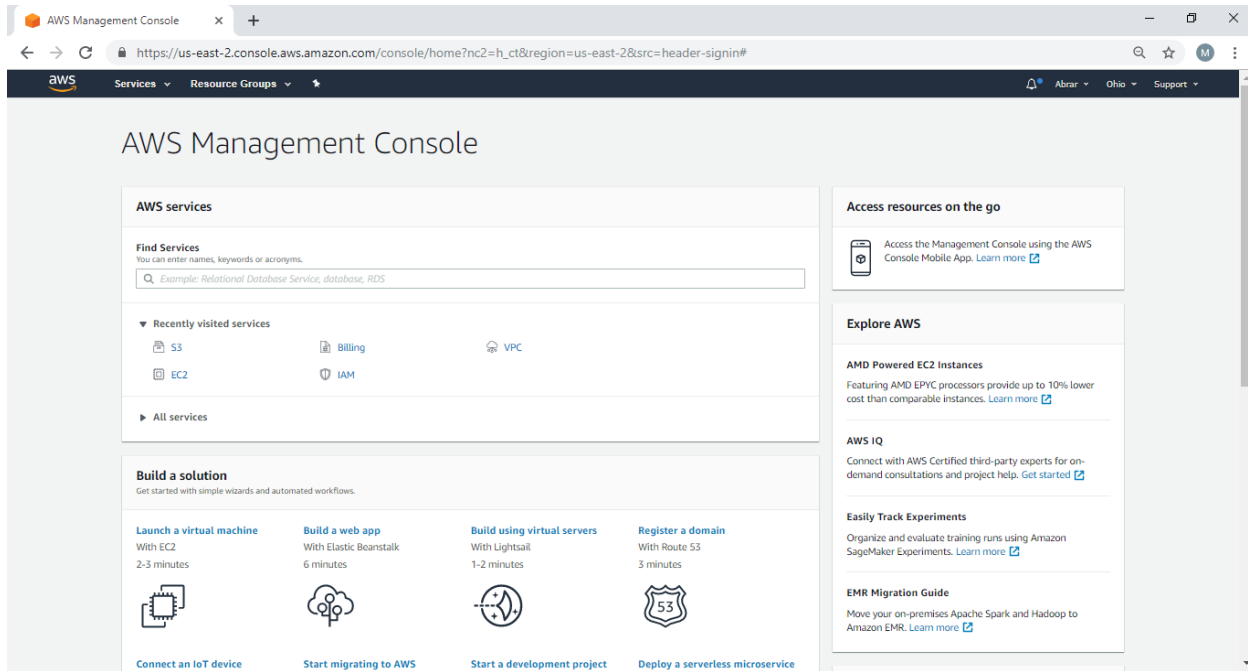 AWS Management Console
https://us-east-2.console.aws.amazon.com/console/home?nc2=h_ct&region=us-east-2&src=header-signin#
M
aws
Services
Resource Groups
Abrar
Ohio
Support
AWS Management Console
AWS services
Find Services
You can enter names, keywords or acronyms.
Example: Relational Database Service, database, RDS
Recently visited services
S3
Billing
VPC
EC2
IAM
All services
Build a solution
Get started with simple wizards and automated workflows.
Launch a virtual machine
With EC2
2-3 minutes
Build a web app
With Elastic Beanstalk
6 minutes
Build using virtual servers
With Lightsail
1-2 minutes
Register a domain
With Route 53
3 minutes
53
Connect an IoT device
Start migrating to AWS
Start a development project
Deploy a serverless microservice
Access resources on the go
Access the Management Console using the AWS
Console Mobile App. Learn more
Explore AWS
AMD Powered EC2 Instances
Featuring AMD EPYC processors provide up to 10% lower
cost than comparable instances. Learn more
AWS IQ
Connect with AWS Certified third-party experts for on-
demand consultations and project help. Get started
Easily Track Experiments
Organize and evaluate training runs using Amazon
SageMaker Experiments. Learn more
EMR Migration Guide
Move your on-premises Apache Spark and Hadoop to
Amazon EMR. Learn more